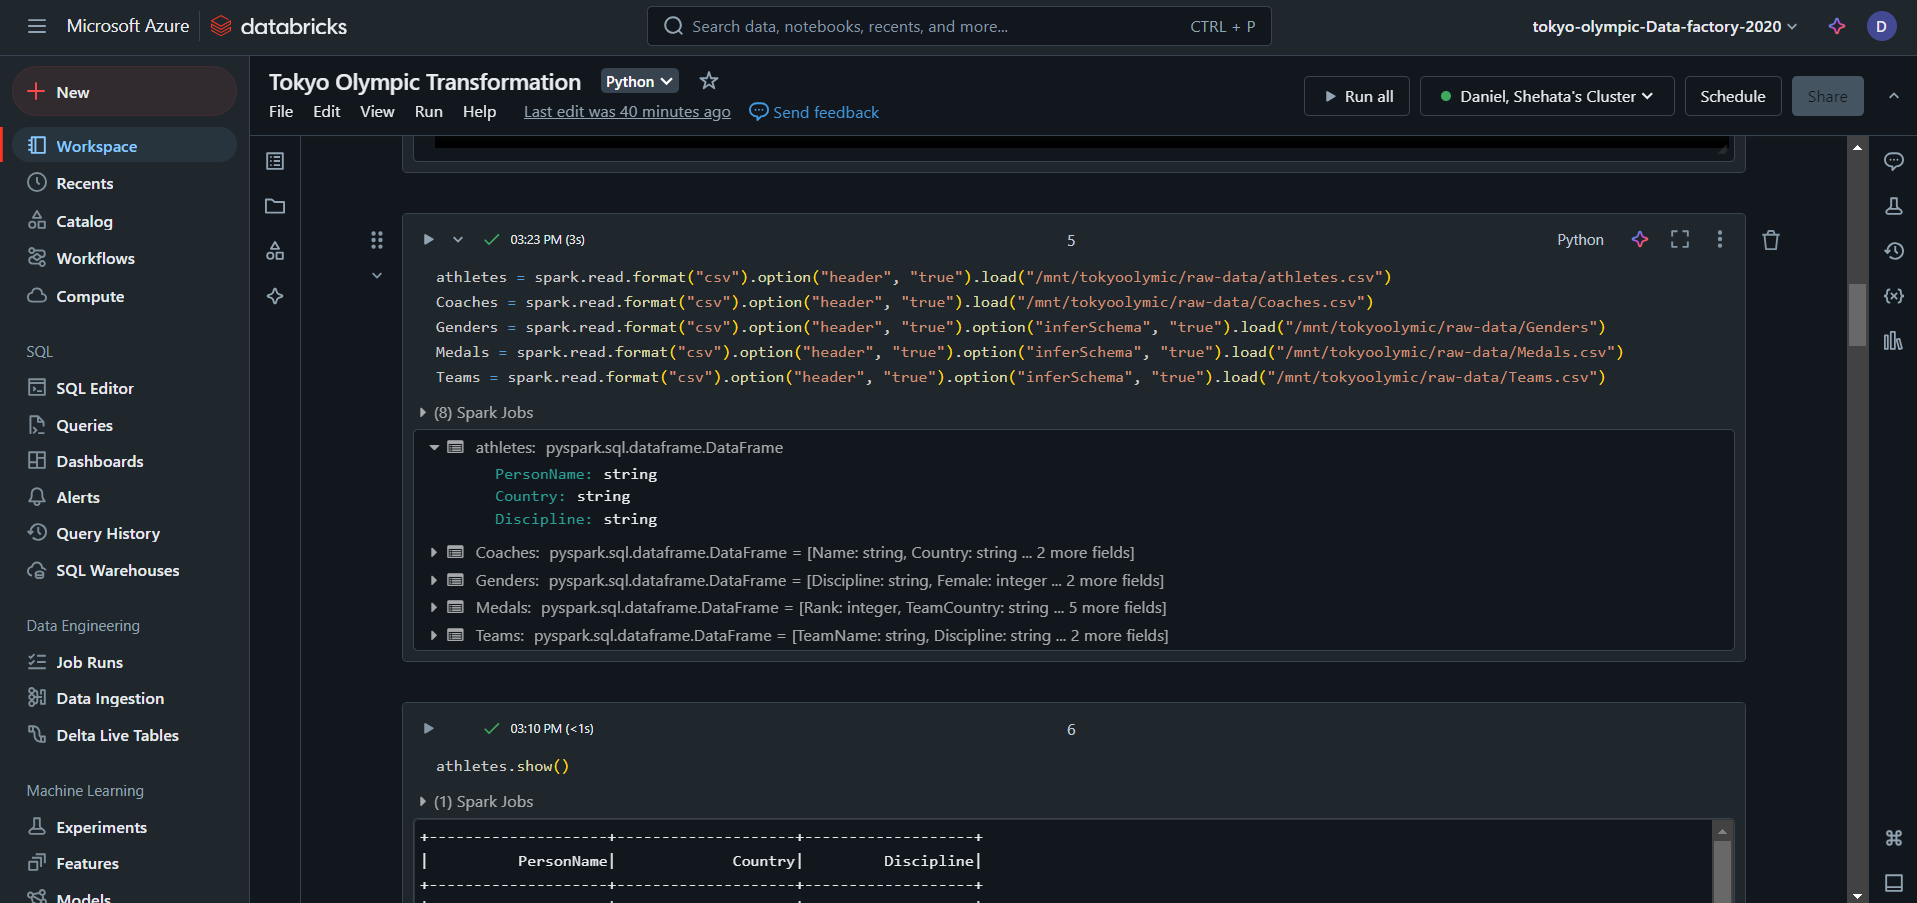 Microsoft Azure databricks
Search data, notebooks, recents, and more... CTRL + P
tokyo-olympic-Data-factory-2020
D
New
Workspace
Recents
Catalog
Workflows
Compute
SQL
SQL Editor
Queries
Dashboards
Alerts
Query History
SQL Warehouses
Data Engineering
Job Runs
Data Ingestion
Delta Live Tables
Machine Learning
Experiments
Features
Models
Tokyo Olympic Transformation Python
File Edit View Run Help Last edit was 40 minutes ago Send feedback
Run all Daniel, Shehata's Cluster Schedule Share
03:23 PM (3s) 5 Python
athletes = spark.read.format("csv").option("header", "true").load("/mnt/tokyoolymic/raw-data/athletes.csv")
Coaches = spark.read.format("csv").option("header", "true").load("/mnt/tokyoolymic/raw-data/Coaches.csv")
Genders = spark.read.format("csv").option("header", "true").option("inferSchema", "true").load("/mnt/tokyoolymic/raw-data/Genders")
Medals = spark.read.format("csv").option("header", "true").option("inferSchema", "true").load("/mnt/tokyoolymic/raw-data/Medals.csv")
Teams = spark.read.format("csv").option("header", "true").option("inferSchema", "true").load("/mnt/tokyoolymic/raw-data/Teams.csv")
(8) Spark Jobs
athletes: pyspark.sql.dataframe.DataFrame
PersonName: string
Country: string
Discipline: string
Coaches: pyspark.sql.dataframe.DataFrame = [Name: string, Country: string ... 2 more fields]
Genders: pyspark.sql.dataframe.DataFrame = [Discipline: string, Female: integer ... 2 more fields]
Medals: pyspark.sql.dataframe.DataFrame = [Rank: integer, TeamCountry: string ... 5 more fields]
Teams: pyspark.sql.dataframe.DataFrame = [TeamName: string, Discipline: string ... 2 more fields]
03:10 PM (<1s) 6
athletes.show()
(1) Spark Jobs
+--------------------+--------------------+-------------------+
| PersonName| Country| Discipline|
+--------------------+--------------------+-------------------+